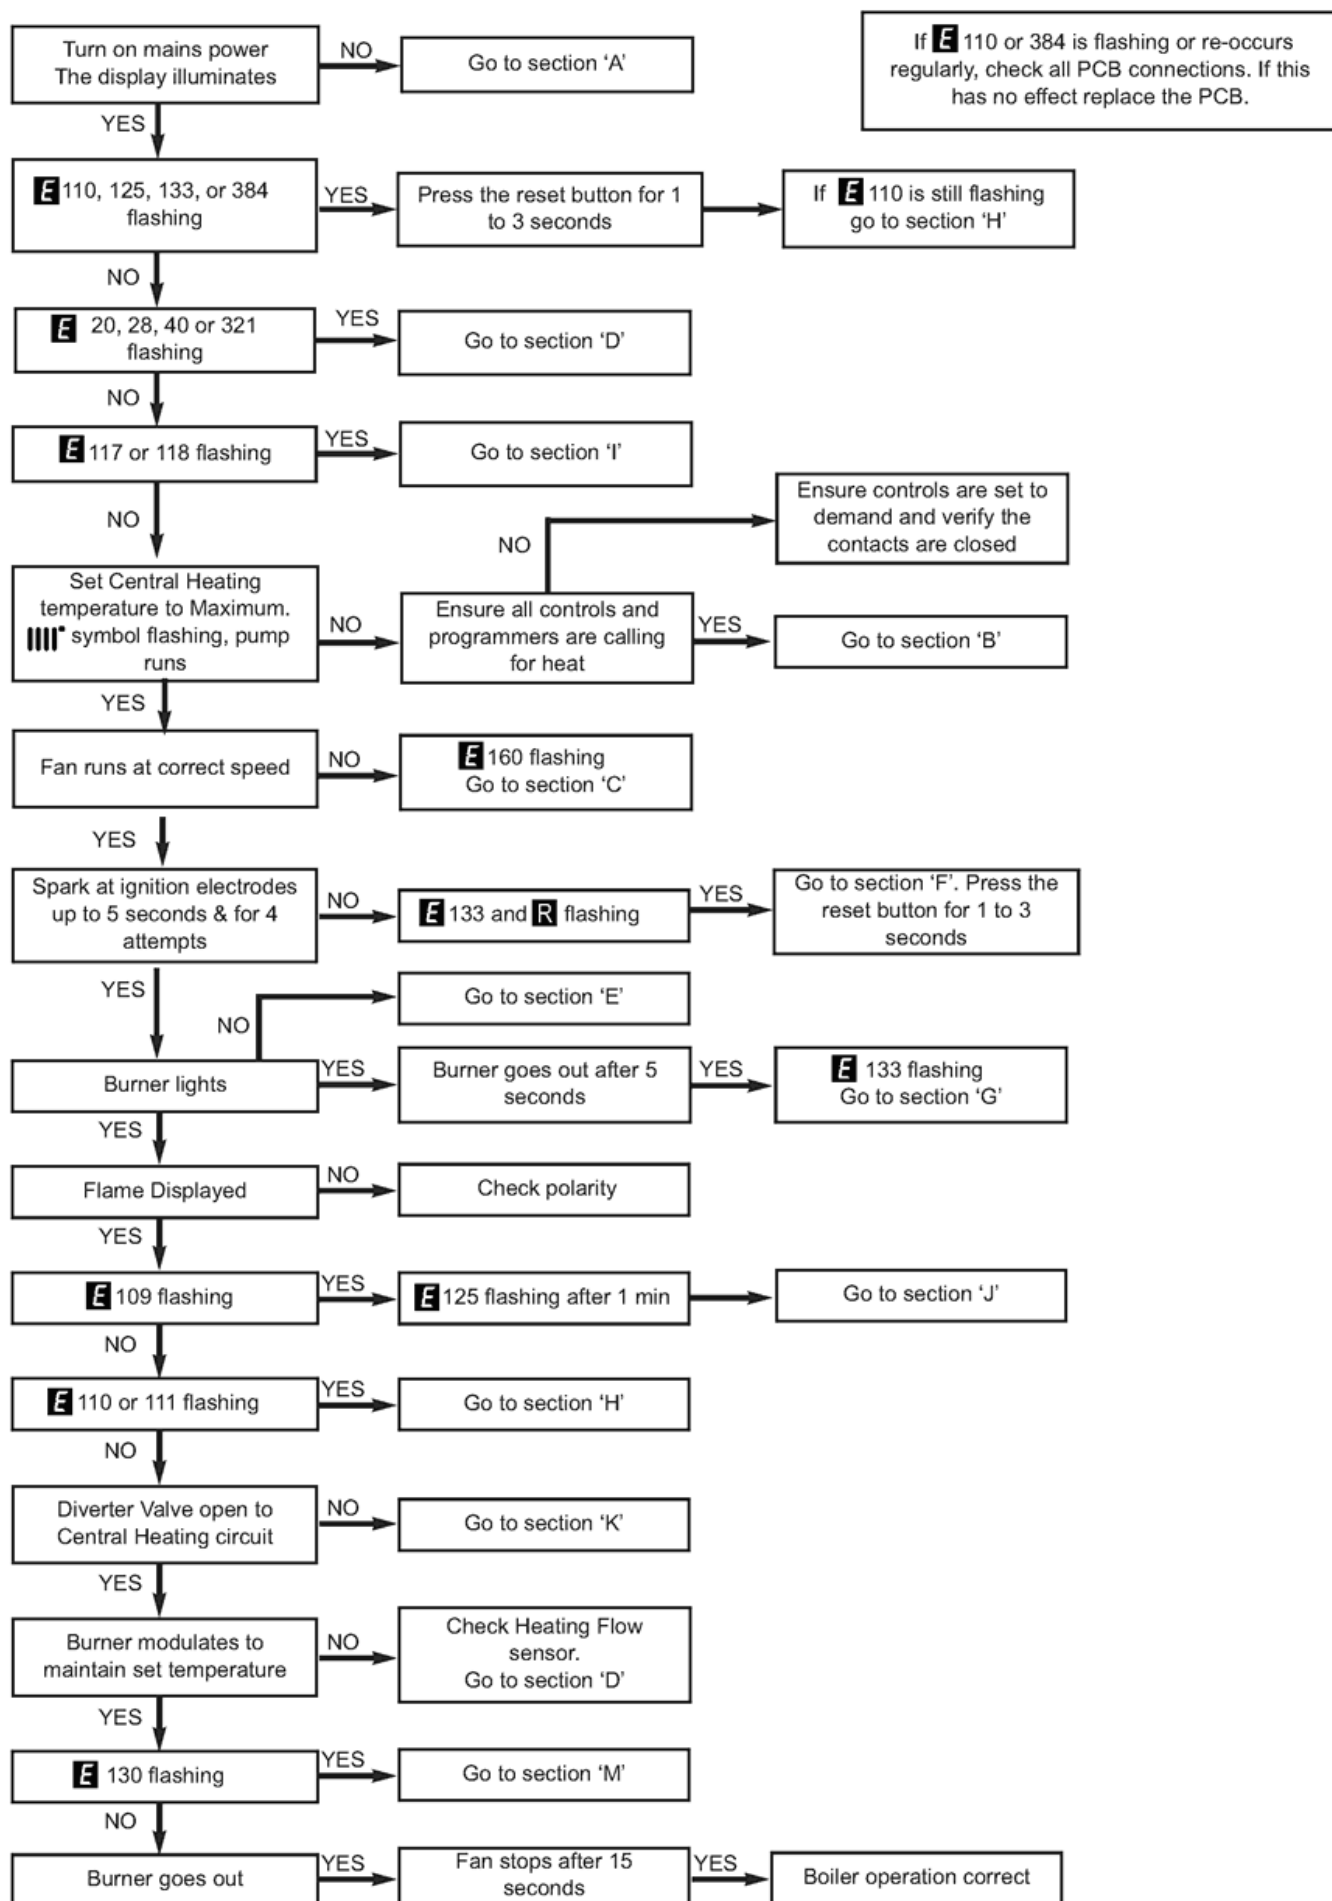 Turn on mains power
The display illuminates
NO
Go to section ‘A’
If E 110 or 384 is flashing or re-occurs
regularly, check all PCB connections. If this
has no effect replace the PCB.
YES
E 110, 125, 133, or 384
flashing
YES
Press the reset button for 1
to 3 seconds
If E 110 is still flashing
go to section ‘H’
NO
E 20, 28, 40 or 321
flashing
YES
Go to section ‘D’
NO
E 117 or 118 flashing
YES
Go to section ‘I’
NO
Set Central Heating
temperature to Maximum.
symbol flashing, pump
runs
NO
Ensure all controls and
programmers are calling
for heat
NO
Ensure controls are set to
demand and verify the
contacts are closed
YES
Go to section ‘B’
YES
Fan runs at correct speed
NO
E 160 flashing
Go to section ‘C’
YES
Spark at ignition electrodes
up to 5 seconds & for 4
attempts
NO
E 133 and R flashing
YES
Go to section ‘F’. Press the
reset button for 1 to 3
seconds
YES
NO
Go to section ‘E’
Burner lights
YES
Burner goes out after 5
seconds
YES
E 133 flashing
Go to section ‘G’
YES
Flame Displayed
NO
Check polarity
YES
E 109 flashing
YES
E 125 flashing after 1 min
Go to section ‘J’
NO
E 110 or 111 flashing
YES
Go to section ‘H’
NO
Diverter Valve open to
Central Heating circuit
NO
Go to section ‘K’
YES
Burner modulates to
maintain set temperature
NO
Check Heating Flow
sensor.
Go to section ‘D’
YES
E 130 flashing
YES
Go to section ‘M’
NO
Burner goes out
YES
Fan stops after 15
seconds
YES
Boiler operation correct